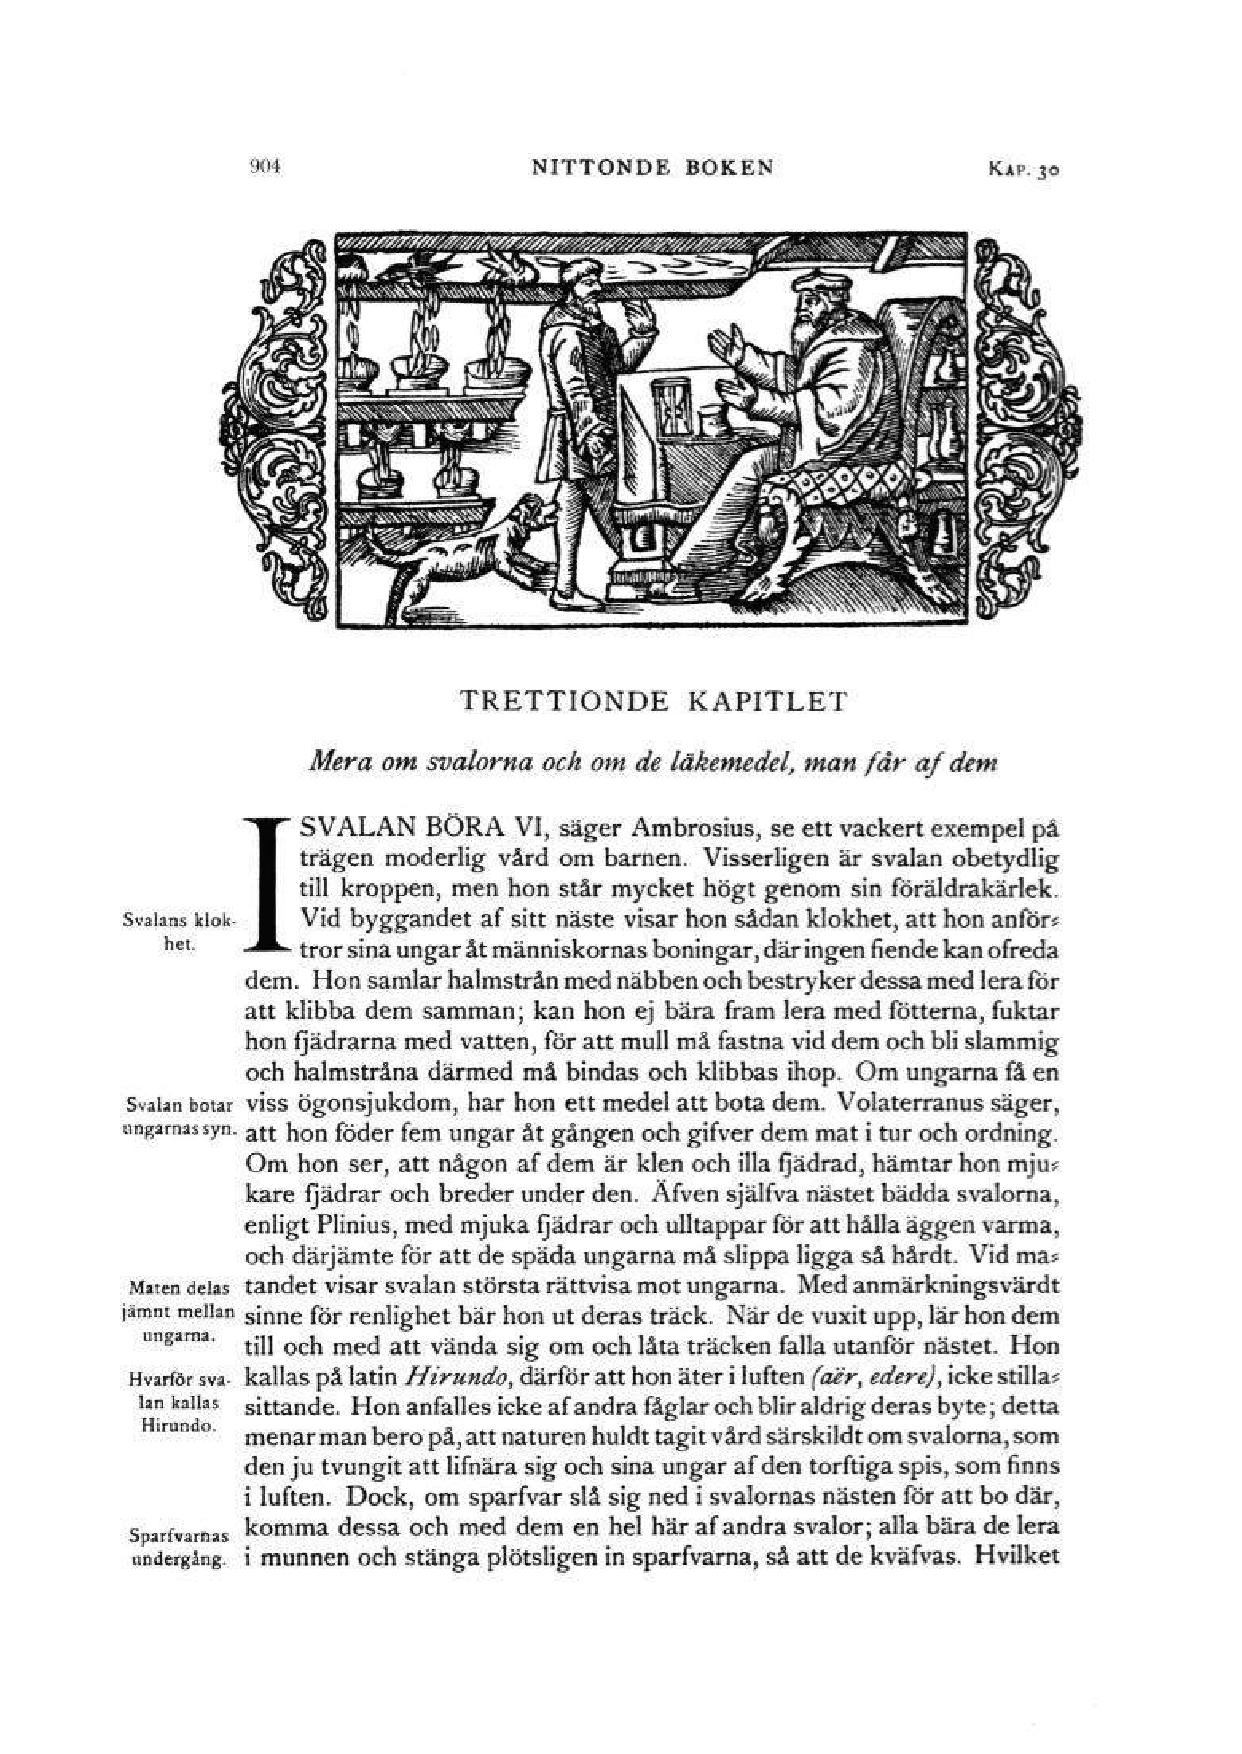 904 NITTONDE BOKEN KAP. 30
TRETTIONDE KAPITLET
Mera om svalorna och om de läkemedel, man får af dem
I SVALAN BÖRA VI, säger Ambrosius, se ett vackert exempel på
trägen moderlig vård om barnen. Visserligen är svalan obetydlig
till kroppen, men hon står mycket högt genom sin föräldrakärlek.
Svalans klok-
het.
Vid byggandet af sitt näste visar hon sådan klokhet, att hon anför-
tror sina ungar åt människornas boningar, där ingen fiende kan ofreda
dem. Hon samlar halmstrån med näbben och bestryker dessa med lera för
att klibba dem samman; kan hon ej bära fram lera med fötterna, fuktar
hon fjädrarna med vatten, för att mull må fastna vid dem och bli slammig
och halmstråna därmed må bindas och klibbas ihop. Om ungarna få en
Svalan botar
ungarnas syn.
viss ögonsjukdom, har hon ett medel att bota dem. Volaterranus säger,
att hon föder fem ungar åt gången och gifver dem mat i tur och ordning.
Om hon ser, att någon af dem är klen och illa fjädrad, hämtar hon mju-
kare fjädrar och breder under den. Äfven själfva nästet bädda svalorna,
enligt Plinius, med mjuka fjädrar och ulltappar för att hålla äggen varma,
och därjämte för att de späda ungarna må slippa ligga så hårdt. Vid ma-
Maten delas
jämnt mellan
ungarna.
tandet visar svalan största rättvisa mot ungarna. Med anmärkningsvärdt
sinne för renlighet bär hon ut deras träck. När de vuxit upp, lär hon dem
till och med att vända sig om och låta träcken falla utanför nästet. Hon
Hvarför sva-
lan kallas
Hirundo.
kallas på latin Hirundo, därför att hon äter i luften (aër, edere), icke stilla-
sittande. Hon anfalles icke af andra fåglar och blir aldrig deras byte; detta
menar man bero på, att naturen huldt tagit vård särskildt om svalorna, som
den ju tvungit att lifnära sig och sina ungar af den torftiga spis, som finns
i luften. Dock, om sparfvar slå sig ned i svalornas nästen för att bo där,
Sparfvarnas
undergång.
komma dessa och med dem en hel här af andra svalor; alla bära de lera
i munnen och stänga plötsligen in sparfvarna, så att de kväfvas. Hvilket